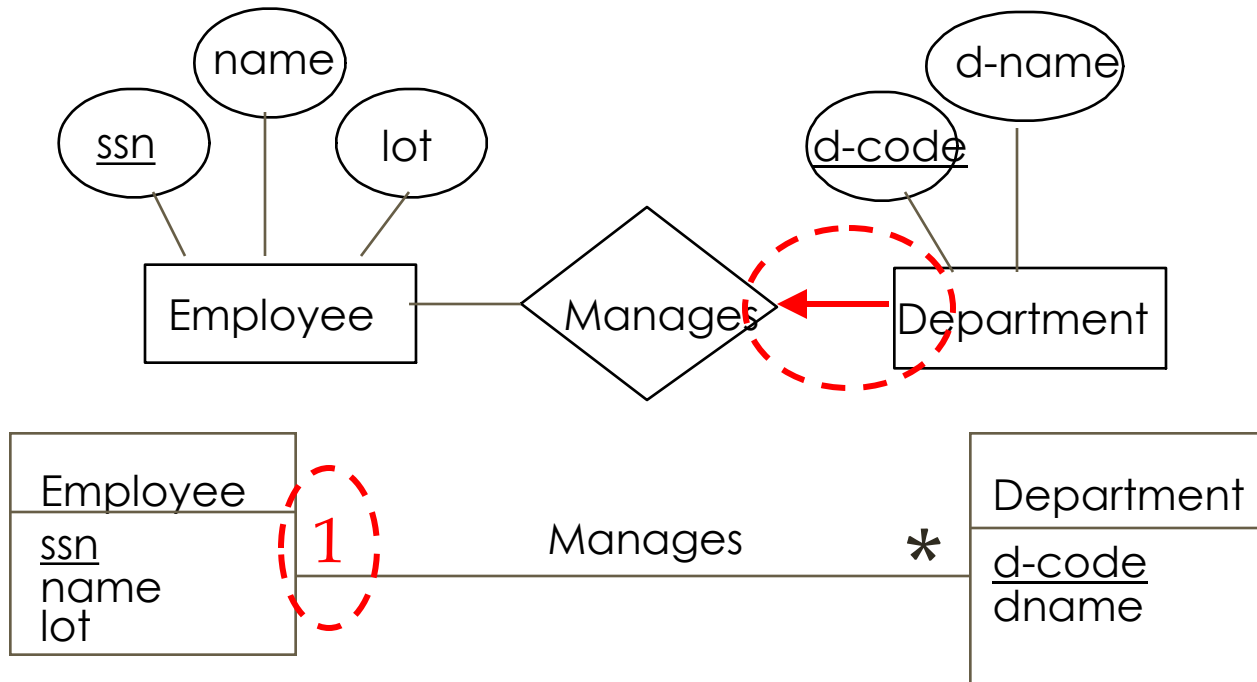 name
d-name
ssn
lot
d-code
Employee
Manages
Department
Employee
ssn
name
lot
1
Manages
*
Department
d-code
dname